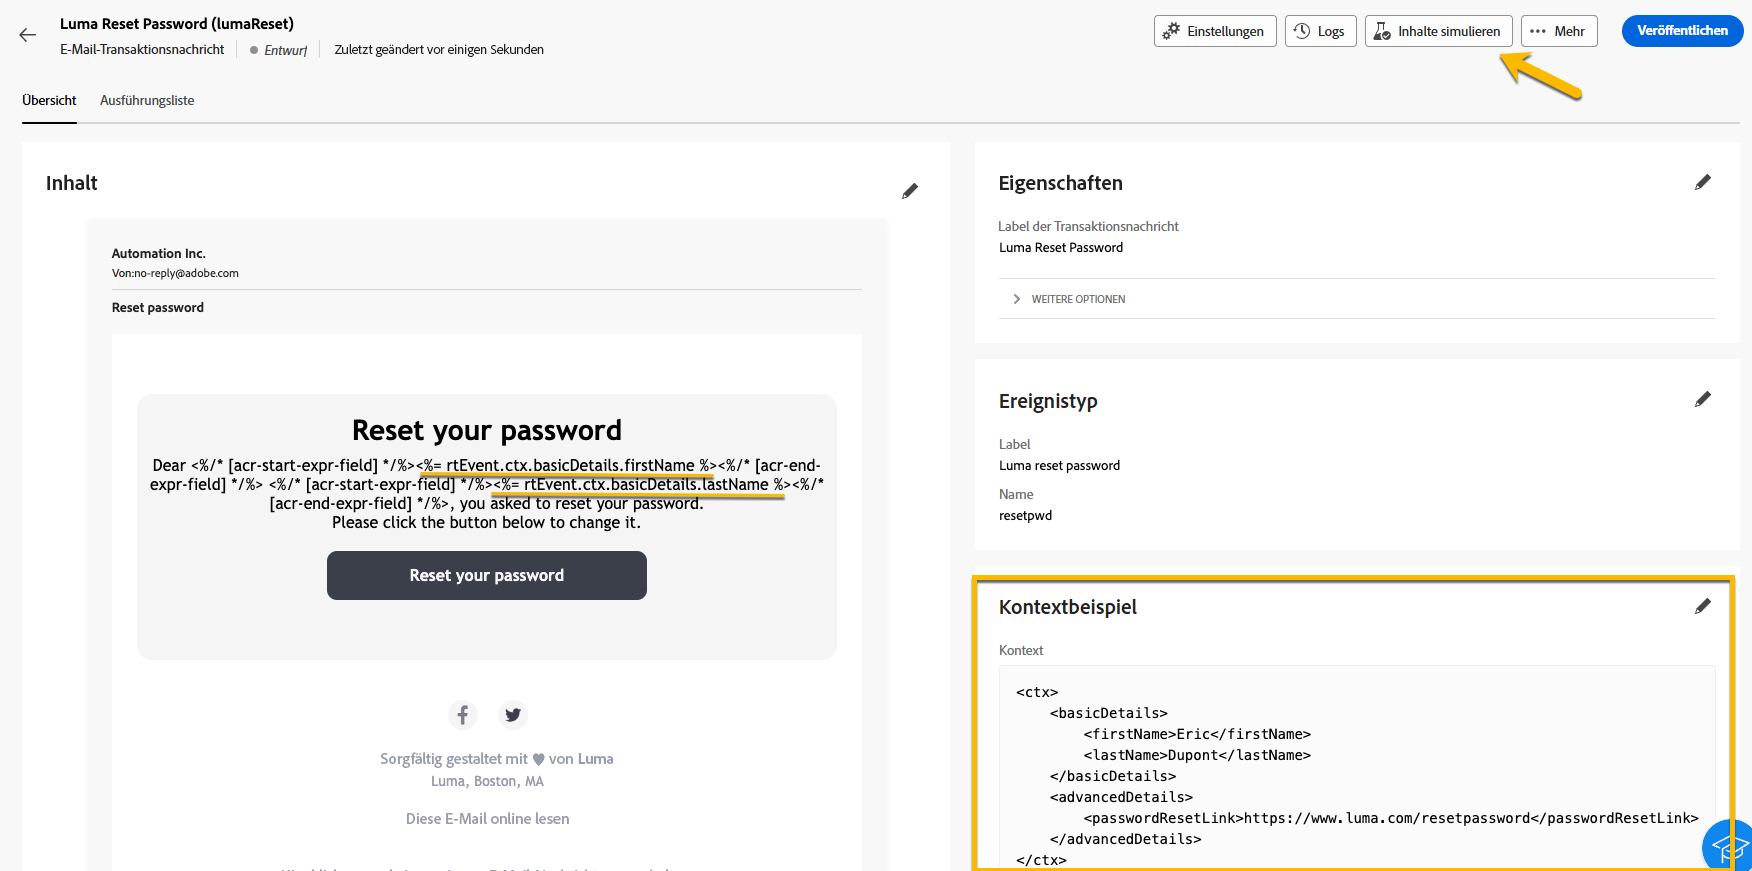 Luma Reset Password (lumaReset)
E-Mail-Transaktionsnachricht
Entwurf
Zuletzt geändert vor einigen Sekunden
Einstellungen
Logs
Inhalte simulieren
Mehr
Veröffentlichen
Übersicht
Ausführungsliste
Inhalt
Automation Inc.
Von:no-reply@adobe.com
Reset password
Reset your password
Dear <%/* [acr-start-expr-field] */%><%= rtEvent.ctx.basicDetails.firstName %><%/* [acr-end-
expr-field] */%> <%/* [acr-start-expr-field] */%><%= rtEvent.ctx.basicDetails.lastName %><%/*
[acr-end-expr-field] */%>, you asked to reset your password.
Please click the button below to change it.
Reset your password
Sorgfältig gestaltet mit ♥ von Luma
Luma, Boston, MA
Diese E-Mail online lesen
Eigenschaften
Label der Transaktionsnachricht
Luma Reset Password
WEITERE OPTIONEN
Ereignistyp
Label
Luma reset password
Name
resetpwd
Kontextbeispiel
Kontext
<ctx>
<basicDetails>
<firstName>Eric</firstName>
<lastName>Dupont</lastName>
</basicDetails>
<advancedDetails>
<passwordResetLink>https://www.luma.com/resetpassword</passwordResetLink>
</advancedDetails>
</ctx>